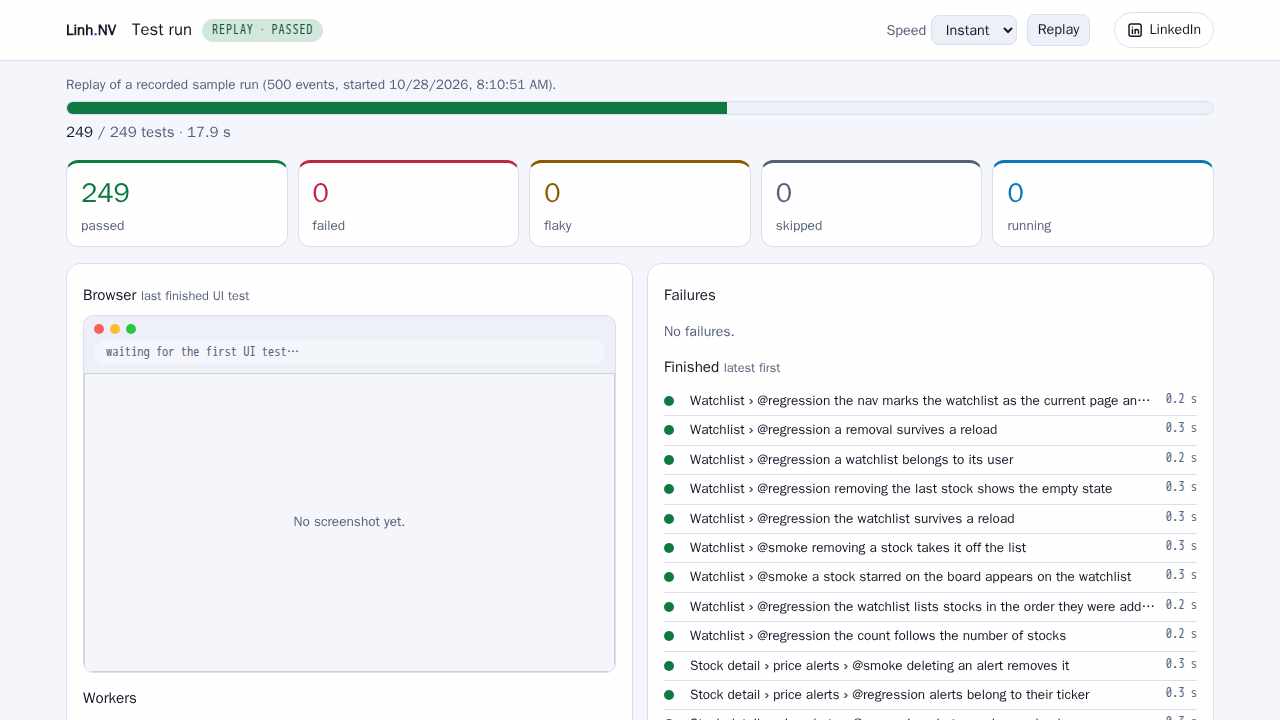 Linh.NV Test run REPLAY · PASSED Speed Instant Replay LinkedIn
Replay of a recorded sample run (500 events, started 10/28/2026, 8:10:51 AM).
249 / 249 tests · 17.9 s
249
passed
0
failed
0
flaky
0
skipped
0
running
Browser last finished UI test
waiting for the first UI test…
No screenshot yet.
Workers
Failures
No failures.
Finished latest first
Watchlist › @regression the nav marks the watchlist as the current page an… 0.2 s
Watchlist › @regression a removal survives a reload 0.3 s
Watchlist › @regression a watchlist belongs to its user 0.2 s
Watchlist › @regression removing the last stock shows the empty state 0.3 s
Watchlist › @regression the watchlist survives a reload 0.3 s
Watchlist › @smoke removing a stock takes it off the list 0.3 s
Watchlist › @smoke a stock starred on the board appears on the watchlist 0.3 s
Watchlist › @regression the watchlist lists stocks in the order they were add… 0.2 s
Watchlist › @regression the count follows the number of stocks 0.2 s
Stock detail › price alerts › @smoke deleting an alert removes it 0.3 s
Stock detail › price alerts › @regression alerts belong to their ticker 0.3 s